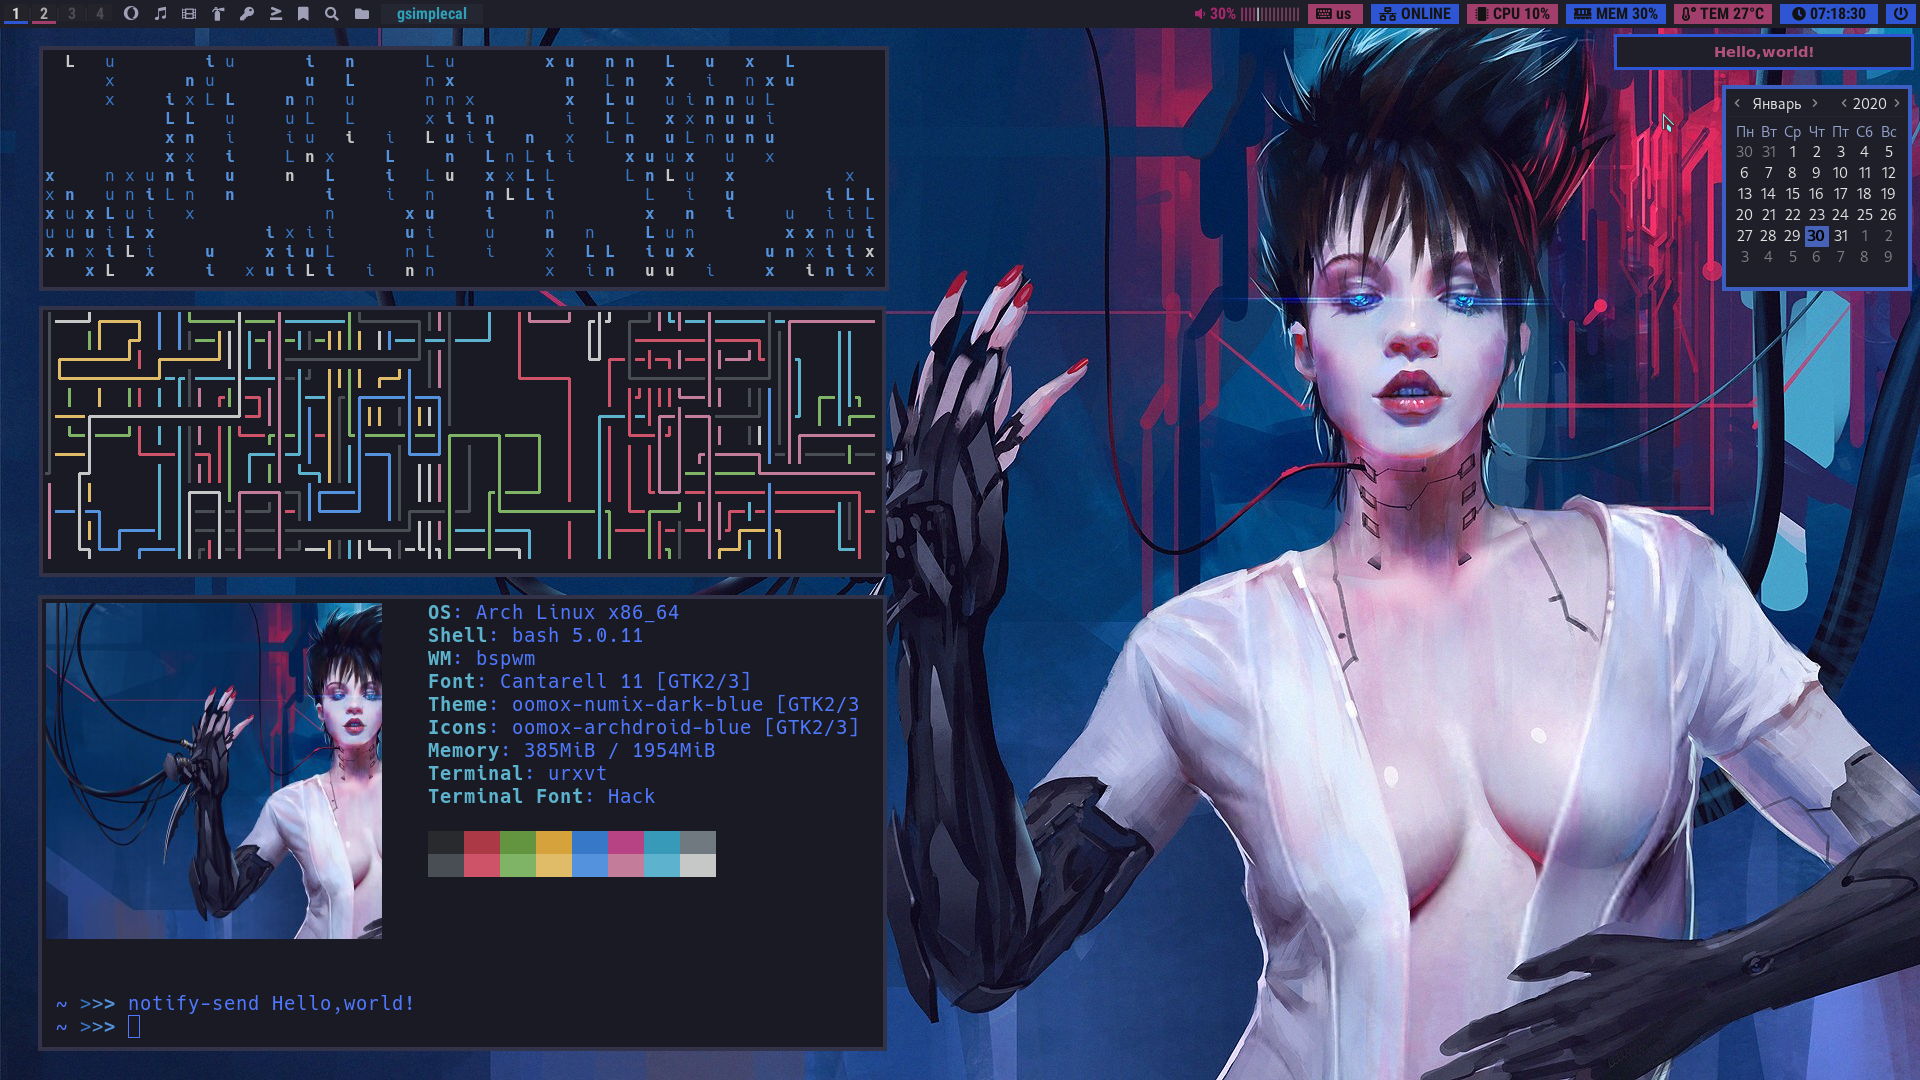 1 2 3 4 gsimplecal 30% us ONLINE CPU 10% MEM 30% TEM 27°C 07:18:30
Hello,world!
Январь 2020
Пн Вт Ср Чт Пт Сб Вс
30 31 1 2 3 4 5
6 7 8 9 10 11 12
13 14 15 16 17 18 19
20 21 22 23 24 25 26
27 28 29 30 31 1 2
3 4 5 6 7 8 9
OS: Arch Linux x86_64
Shell: bash 5.0.11
WM: bspwm
Font: Cantarell 11 [GTK2/3]
Theme: oomox-numix-dark-blue [GTK2/3
Icons: oomox-archdroid-blue [GTK2/3]
Memory: 385MiB / 1954MiB
Terminal: urxvt
Terminal Font: Hack
~ >>> notify-send Hello,world!
~ >>>